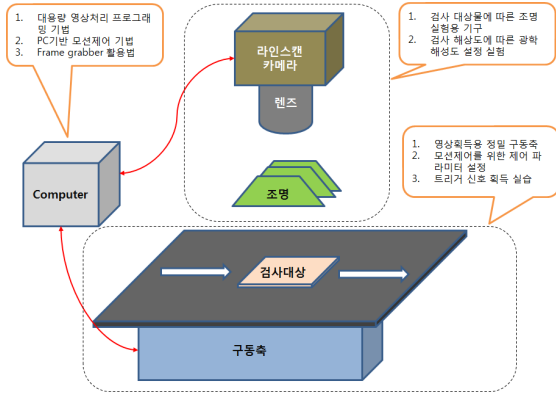 1. 대용량 영상처리 프로그래
밍 기법
2. PC기반 모션제어 기법
3. Frame grabber 활용법
1. 검사 대상물에 따른 조명
실험용 기구
2. 검사 해상도에 따른 광학
해성도 설정 실험
라인스캔
카메라
렌즈
조명
1. 영상획득용 정밀 구동축
2. 모션제어를 위한 제어 파
라미터 설정
3. 트리거 신호 획득 실습
Computer
검사대상
구동축